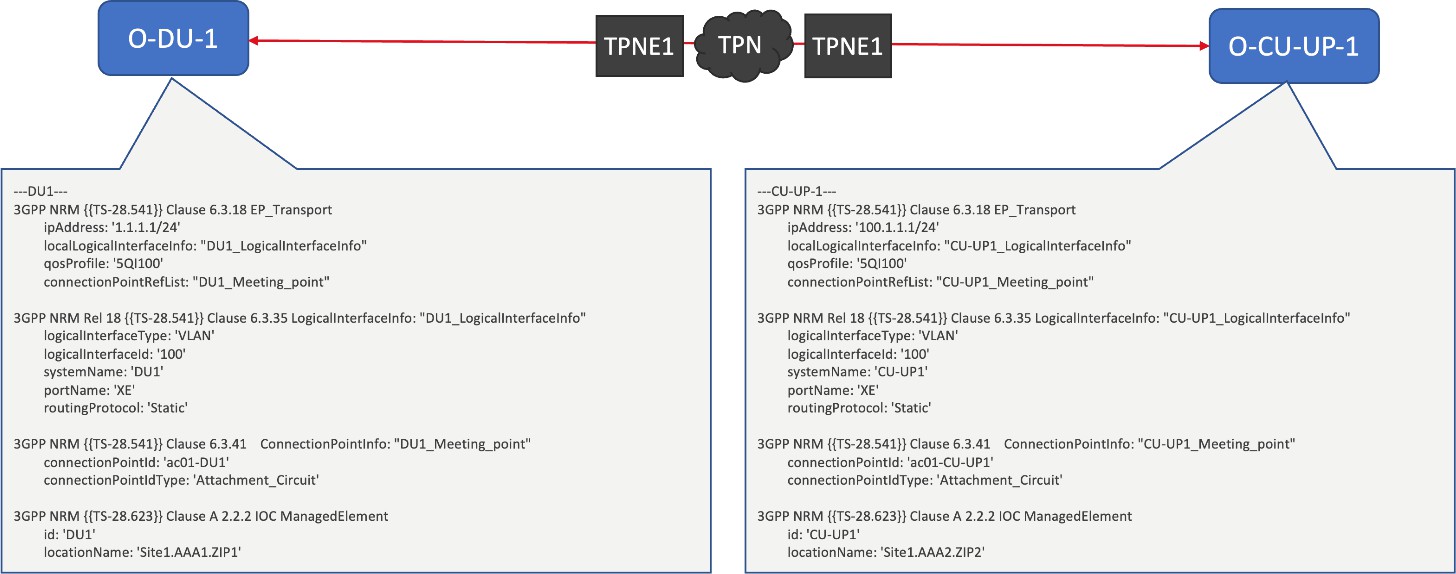 O-DU-1
TPNE1
TPN
TPNE1
O-CU-UP-1
---DU1---
3GPP NRM {{TS-28.541}} Clause 6.3.18 EP_Transport
ipAddress: '1.1.1.1/24'
localLogicalInterfaceInfo: "DU1_LogicalInterfaceInfo"
qosProfile: '5QI100'
connectionPointRefList: "DU1_Meeting_point"
3GPP NRM Rel 18 {{TS-28.541}} Clause 6.3.35 LogicalInterfaceInfo: "DU1_LogicalInterfaceInfo"
logicalInterfaceType: 'VLAN'
logicalInterfaceId: '100'
systemName: 'DU1'
portName: 'XE'
routingProtocol: 'Static'
3GPP NRM {{TS-28.541}} Clause 6.3.41 ConnectionPointInfo: "DU1_Meeting_point"
connectionPointId: 'ac01-DU1'
connectionPointIdType: 'Attachment_Circuit'
3GPP NRM {{TS-28.623}} Clause A 2.2.2 IOC ManagedElement
id: 'DU1'
locationName: 'Site1.AAA1.ZIP1'
---CU-UP-1---
3GPP NRM {{TS-28.541}} Clause 6.3.18 EP_Transport
ipAddress: '100.1.1.1/24'
localLogicalInterfaceInfo: "CU-UP1_LogicalInterfaceInfo"
qosProfile: '5QI100'
connectionPointRefList: "CU-UP1_Meeting_point"
3GPP NRM Rel 18 {{TS-28.541}} Clause 6.3.35 LogicalInterfaceInfo: "CU-UP1_LogicalInterfaceInfo"
logicalInterfaceType: 'VLAN'
logicalInterfaceId: '100'
systemName: 'CU-UP1'
portName: 'XE'
routingProtocol: 'Static'
3GPP NRM {{TS-28.541}} Clause 6.3.41 ConnectionPointInfo: "CU-UP1_Meeting_point"
connectionPointId: 'ac01-CU-UP1'
connectionPointIdType: 'Attachment_Circuit'
3GPP NRM {{TS-28.623}} Clause A 2.2.2 IOC ManagedElement
id: 'CU-UP1'
locationName: 'Site1.AAA2.ZIP2'